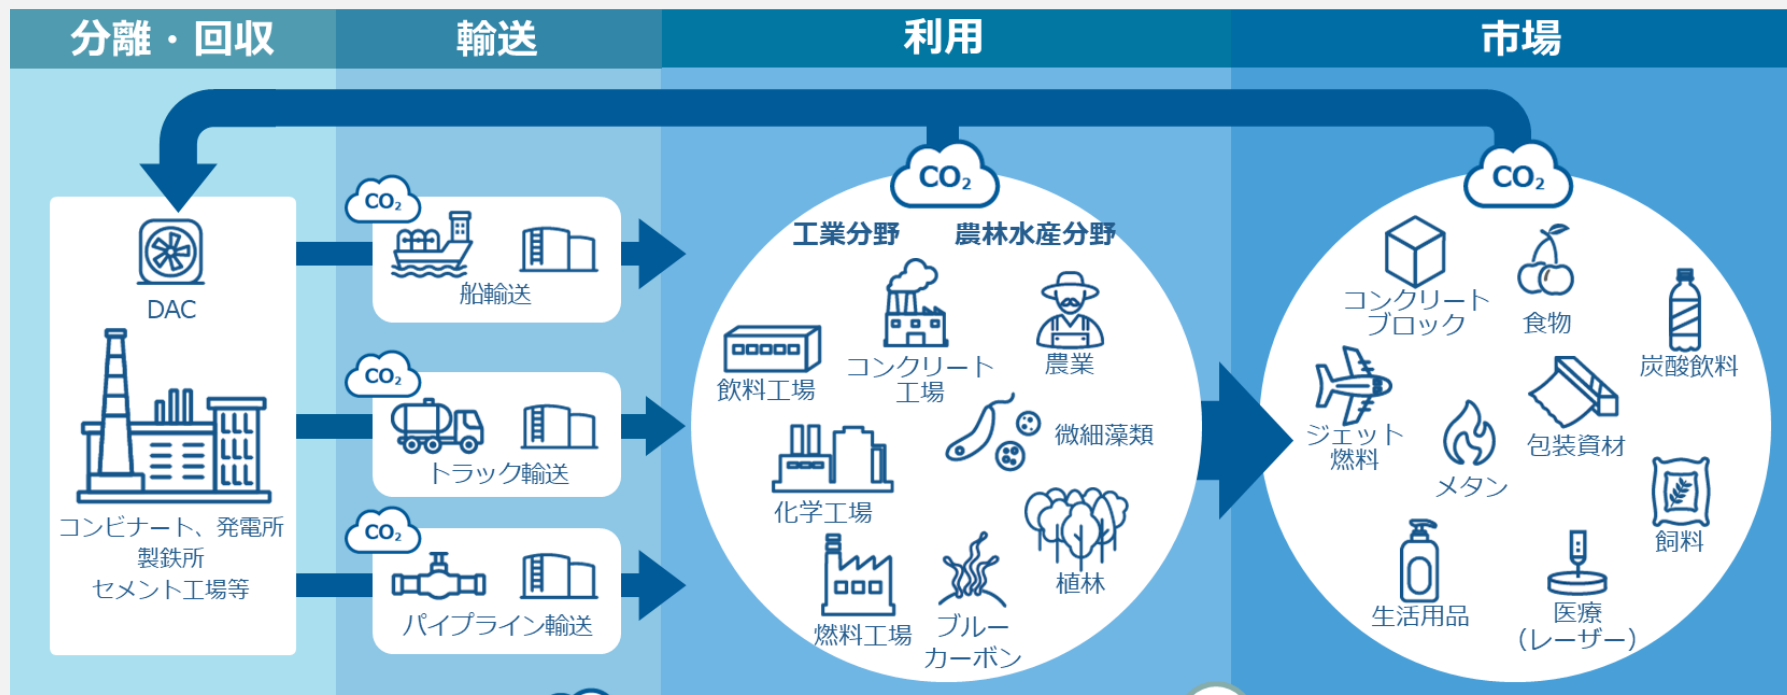 分離・回収
輸送
利用
市場
DAC
コンビナート、発電所
製鉄所
セメント工場等
CO₂
船輸送
CO₂
トラック輸送
CO₂
パイプライン輸送
CO₂
工業分野
農林水産分野
飲料工場
コンクリート
工場
農業
化学工場
微細藻類
燃料工場
ブルー
カーボン
植林
CO₂
コンクリート
ブロック
食物
炭酸飲料
ジェット
燃料
メタン
包装資材
飼料
生活用品
医療
（レーザー）